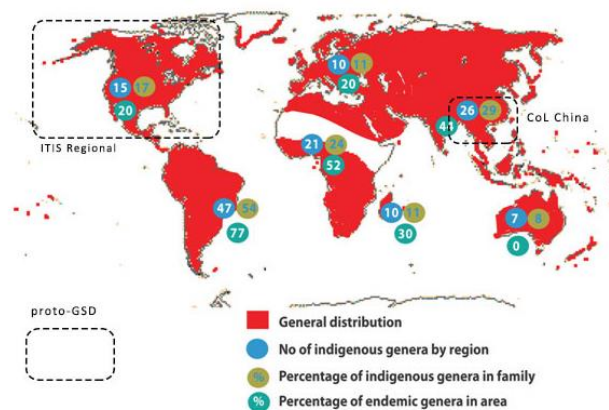 15 17
20
ITIS Regional
10 11
20
26 29
CoL China
21 24
52
47 54
77
10 11
30
7 8
0
proto-GSD
General distribution
No of indigenous genera by region
% Percentage of indigenous genera in family
% Percentage of endemic genera in area